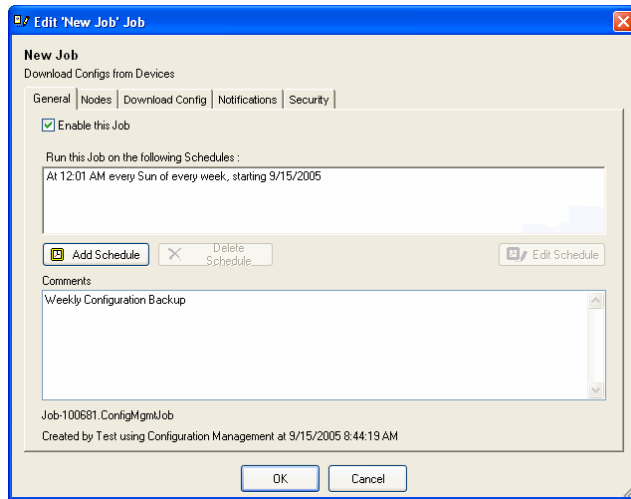 Edit 'New Job' Job
New Job
Download Configs from Devices
General Nodes Download Config Notifications Security
Enable this Job
Run this Job on the following Schedules :
At 12:01 AM every Sun of every week, starting 9/15/2005
Add Schedule Delete Schedule Edit Schedule
Comments
Weekly Configuration Backup
Job-100681.ConfigMgmtJob
Created by Test using Configuration Management at 9/15/2005 8:44:19 AM
OK Cancel